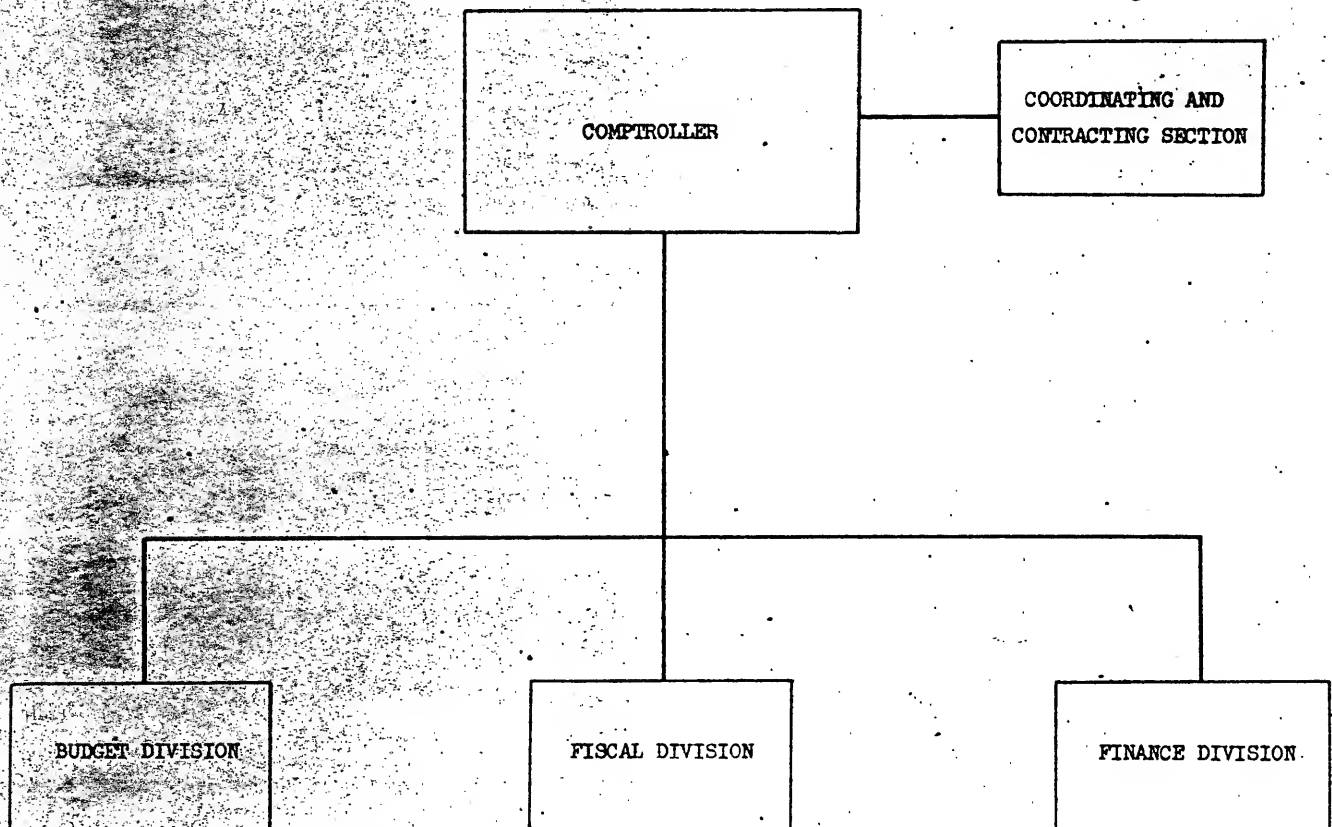 COMPTROLLER
COORDINATING AND
CONTRACTING SECTION
BUDGET DIVISION
FISCAL DIVISION
FINANCE DIVISION